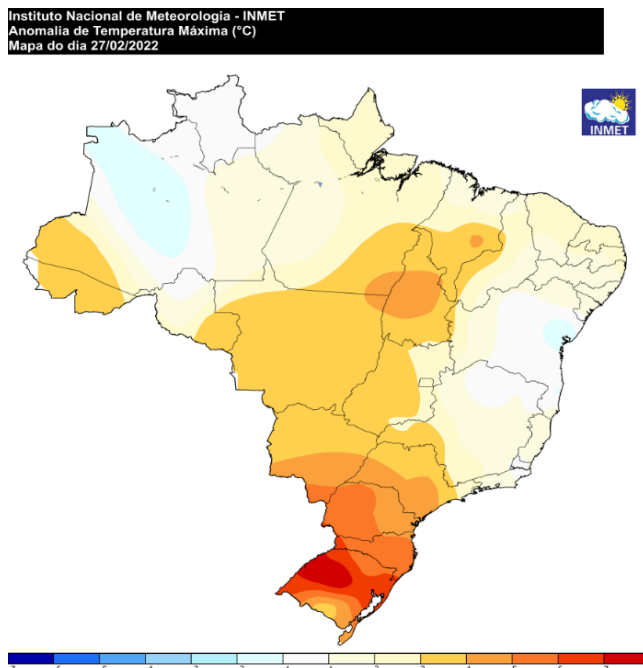 Instituto Nacional de Meteorologia - INMET
Anomalia de Temperatura Máxima (°C)
Mapa do dia 27/02/2022
INMET